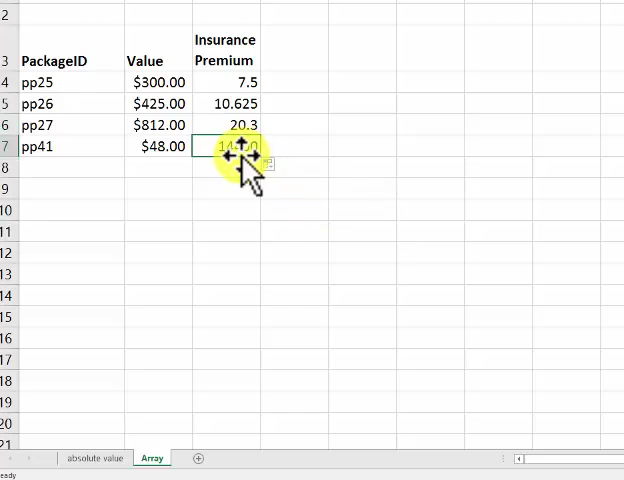 2
Insurance
3 PackageID Value Premium
4 pp25 $300.00 7.5
5 pp26 $425.00 10.625
6 pp27 $812.00 20.3
7 pp41 $48.00
8
9
10
11
12
13
14
15
16
17
18
19
20
21
absolute value Array
eady